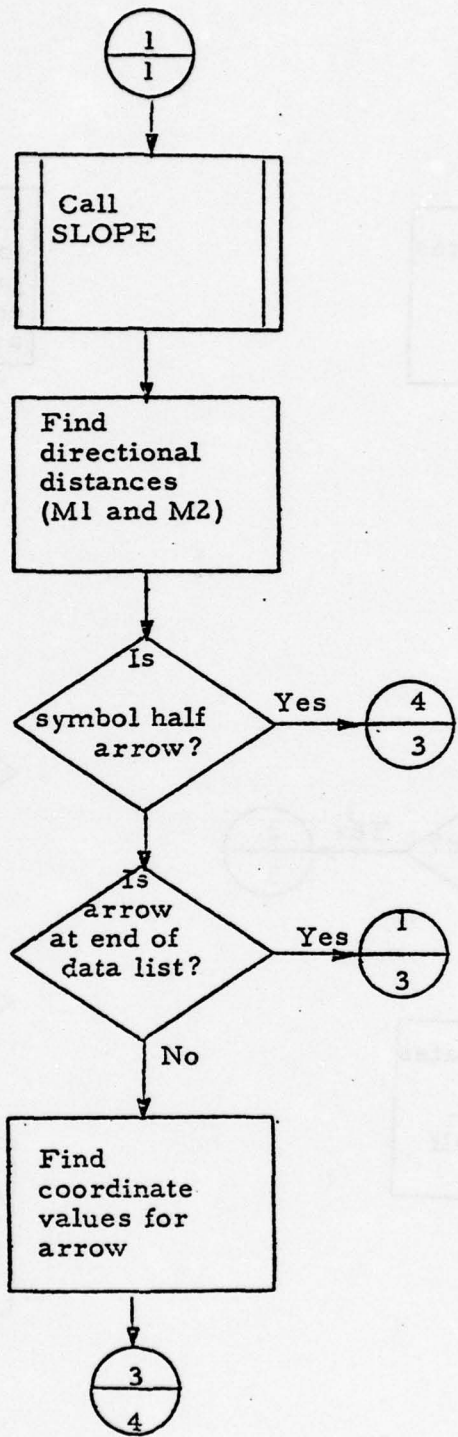 1
1
Call
SLOPE
Find
directional
distances
(M1 and M2)
Is
symbol half
arrow?
Yes
4
3
Is
arrow
at end of
data list?
Yes
1
3
No
Find
coordinate
values for
arrow
3
4